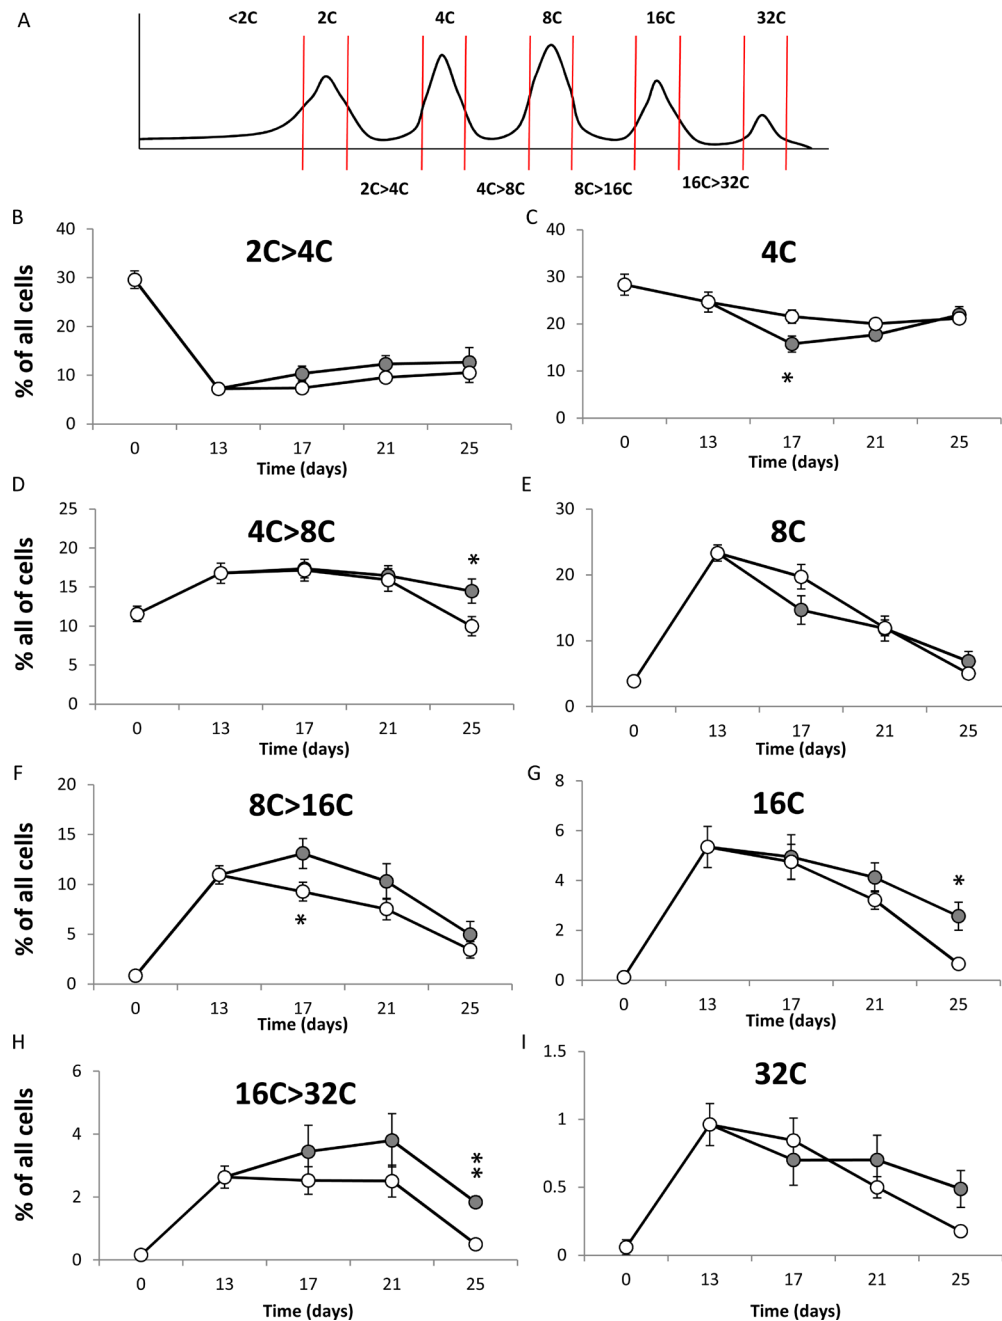 A
<2C 2C 4C 8C 16C 32C
2C>4C 4C>8C 8C>16C 16C>32C
B
2C>4C
% of all cells
40
30
20
10
0
0 13 17 21 25
Time (days)
C
4C
40
30
20
10
0
*
0 13 17 21 25
Time (days)
D
4C>8C
% all of cells
25
20
15
10
5
0
*
0 13 17 21 25
Time (days)
E
8C
30
20
10
0
0 13 17 21 25
Time (days)
F
8C>16C
% of all cells
20
15
10
5
0
*
0 13 17 21 25
Time (days)
G
16C
8
6
4
2
0
*
0 13 17 21 25
Time (days)
H
16C>32C
% of all cells
6
4
2
0
**
0 13 17 21 25
Time (days)
I
32C
1.5
1
0.5
0
0 13 17 21 25
Time (days)